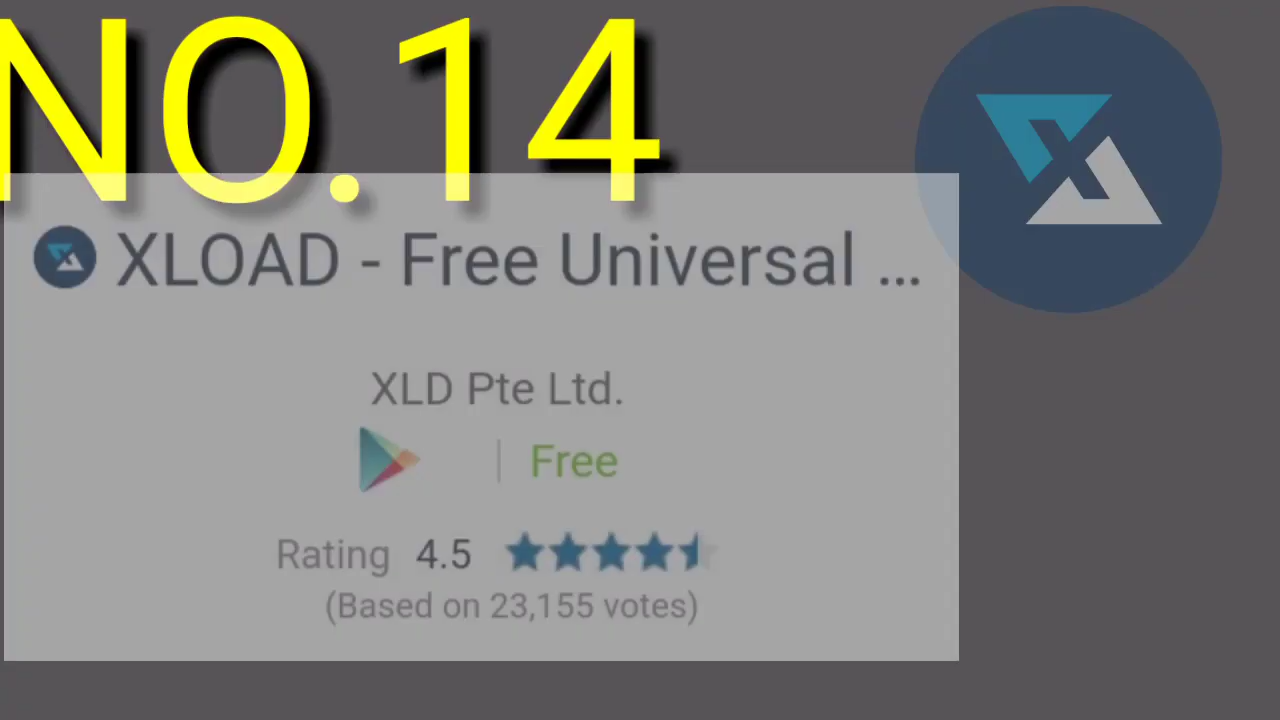 NO.14
XLOAD - Free Universal ...
XLD Pte Ltd.
Free
Rating 4.5
(Based on 23,155 votes)